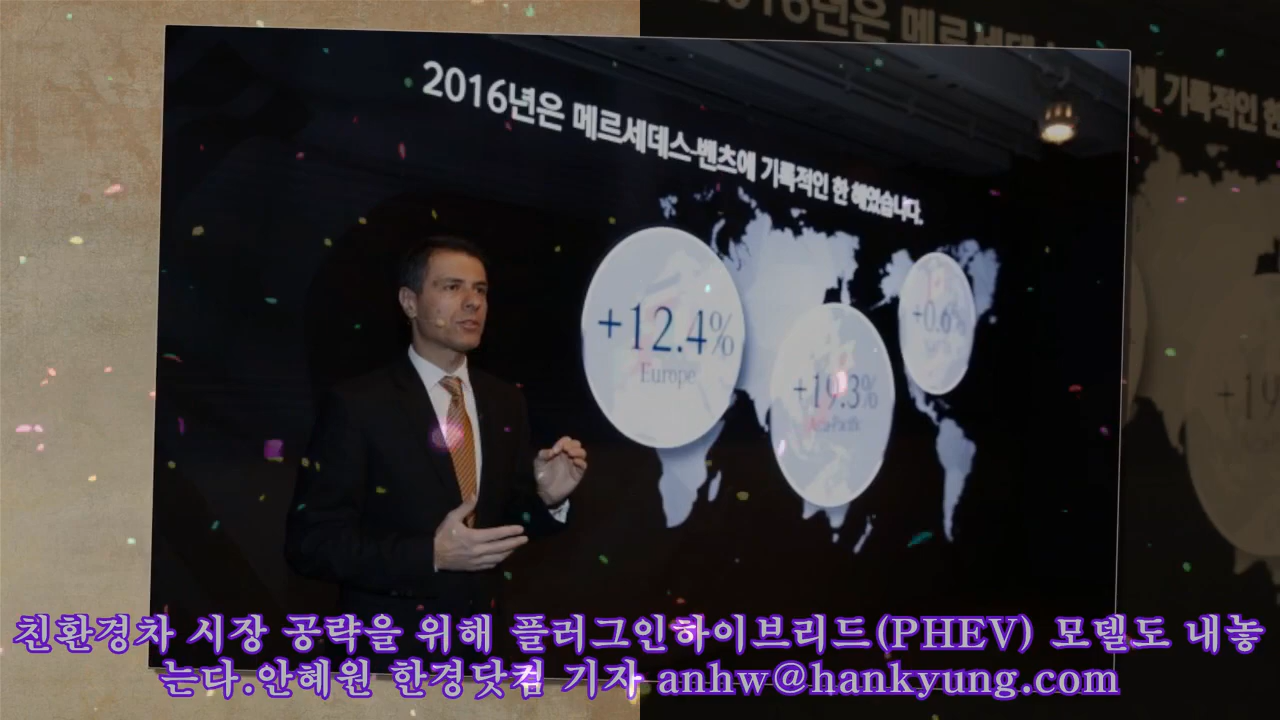 2016년은 메르세데스-벤츠에 기록적인 한 해였습니다.
+12.4%
Europe
+19.3%
Asia-Pacific
+0.6%
친환경차 시장 공략을 위해 플러그인하이브리드(PHEV) 모델도 내놓
는다.안혜원 한경닷컴 기자 anhw@hankyung.com